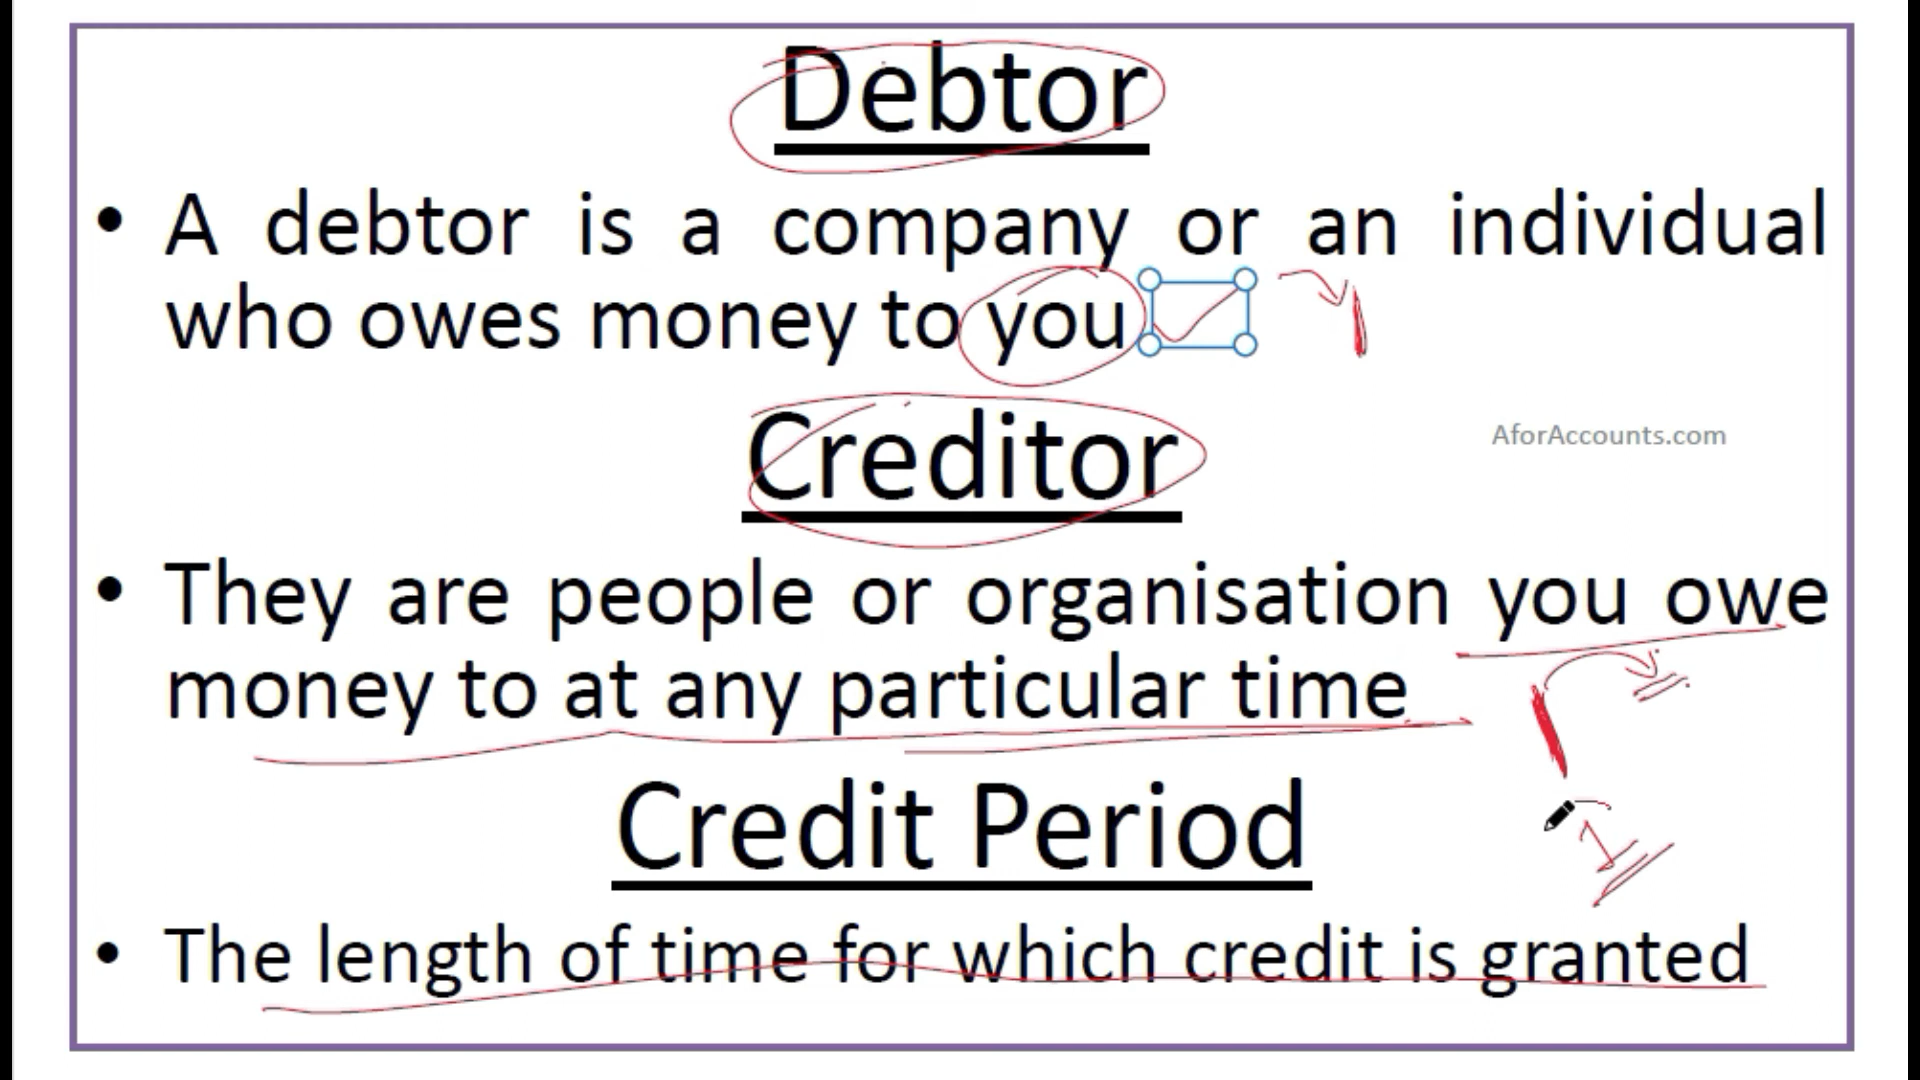 Debtor
• A debtor is a company or an individual
who owes money to you
Creditor
AforAccounts.com
• They are people or organisation you owe
money to at any particular time
Credit Period
• The length of time for which credit is granted